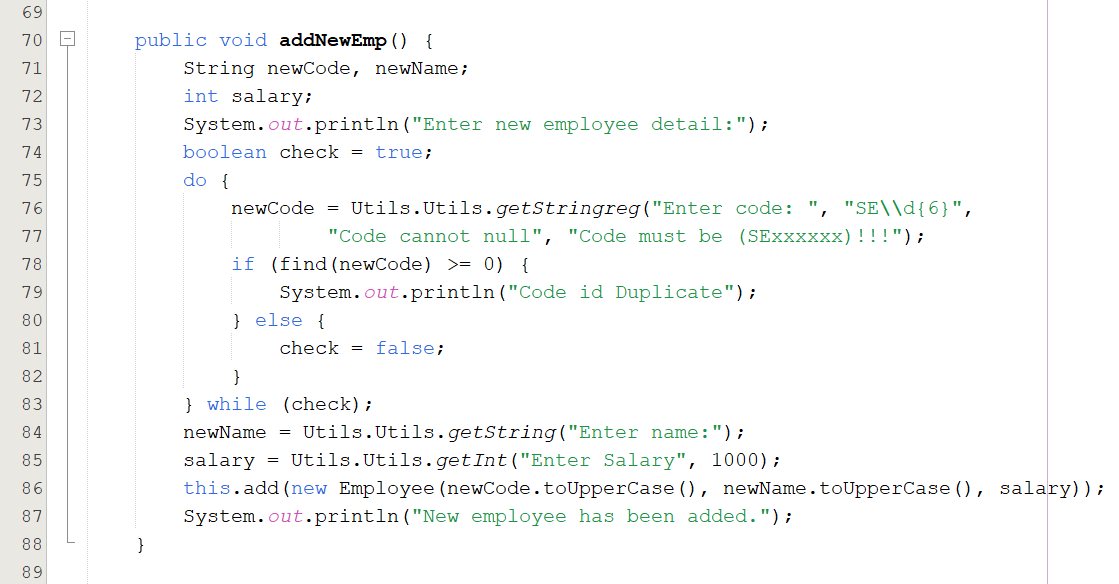 69
70 public void addNewEmp() {
71 String newCode, newName;
72 int salary;
73 System.out.println("Enter new employee detail:");
74 boolean check = true;
75 do {
76 newCode = Utils.Utils.getStringreg("Enter code: ", "SE\\d{6}",
77 "Code cannot null", "Code must be (SExxxxxx)!!!");
78 if (find(newCode) >= 0) {
79 System.out.println("Code id Duplicate");
80 } else {
81 check = false;
82 }
83 } while (check);
84 newName = Utils.Utils.getString("Enter name:");
85 salary = Utils.Utils.getInt("Enter Salary", 1000);
86 this.add(new Employee(newCode.toUpperCase(), newName.toUpperCase(), salary));
87 System.out.println("New employee has been added.");
88 }
89